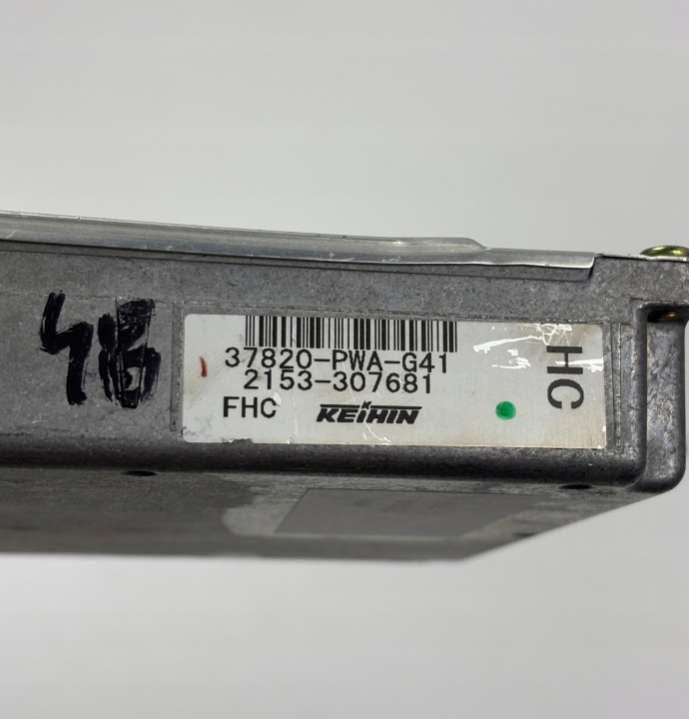 37820-PWA-G41
2153-307681
FHC KEIHIN
HC